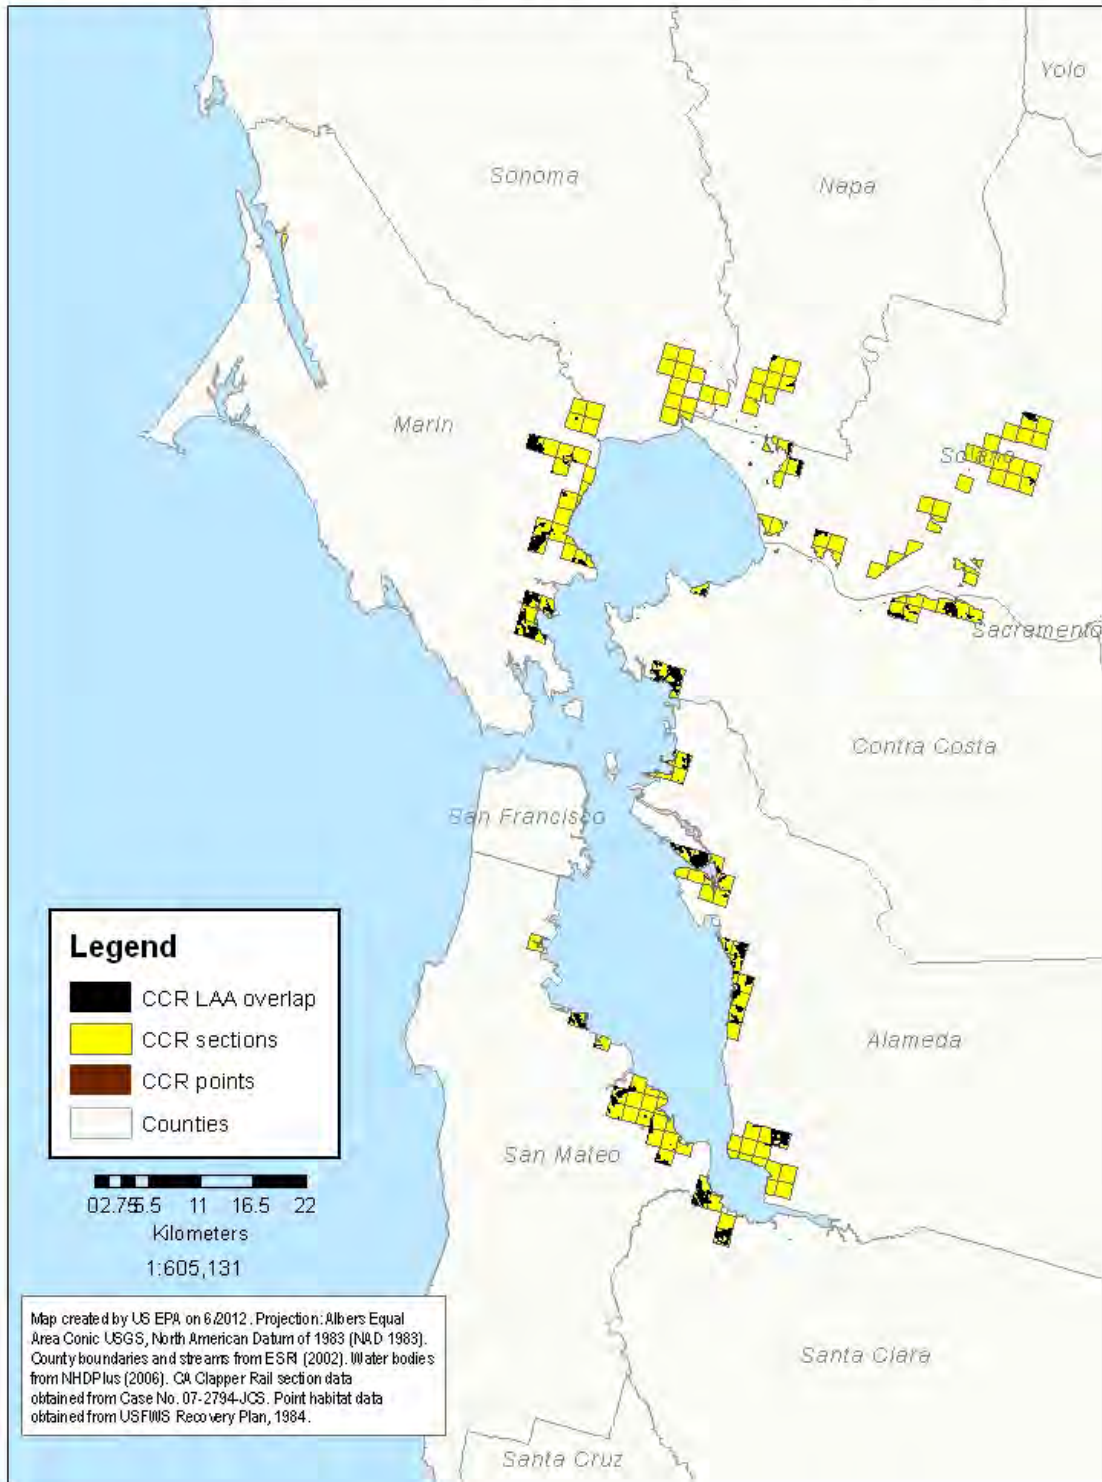 Yolo
Sonoma
Napa
Marin
Solano
Sacramento
Contra Costa
San Francisco
Legend
CCR LAA overlap
CCR sections
CCR points
Counties
Alameda
San Mateo
02.755.5 11 16.5 22
Kilometers
1:605,131
Map created by US EPA on 6/2012. Projection: Albers Equal
Area Conic USGS, North American Datum of 1983 (NAD 1983).
County boundaries and streams from ESRI (2002). Water bodies
from NHDPlus (2006). CA Clapper Rail section data
obtained from Case No. 07-2794-JCS. Point habitat data
obtained from USFWS Recovery Plan, 1984.
Santa Clara
Santa Cruz